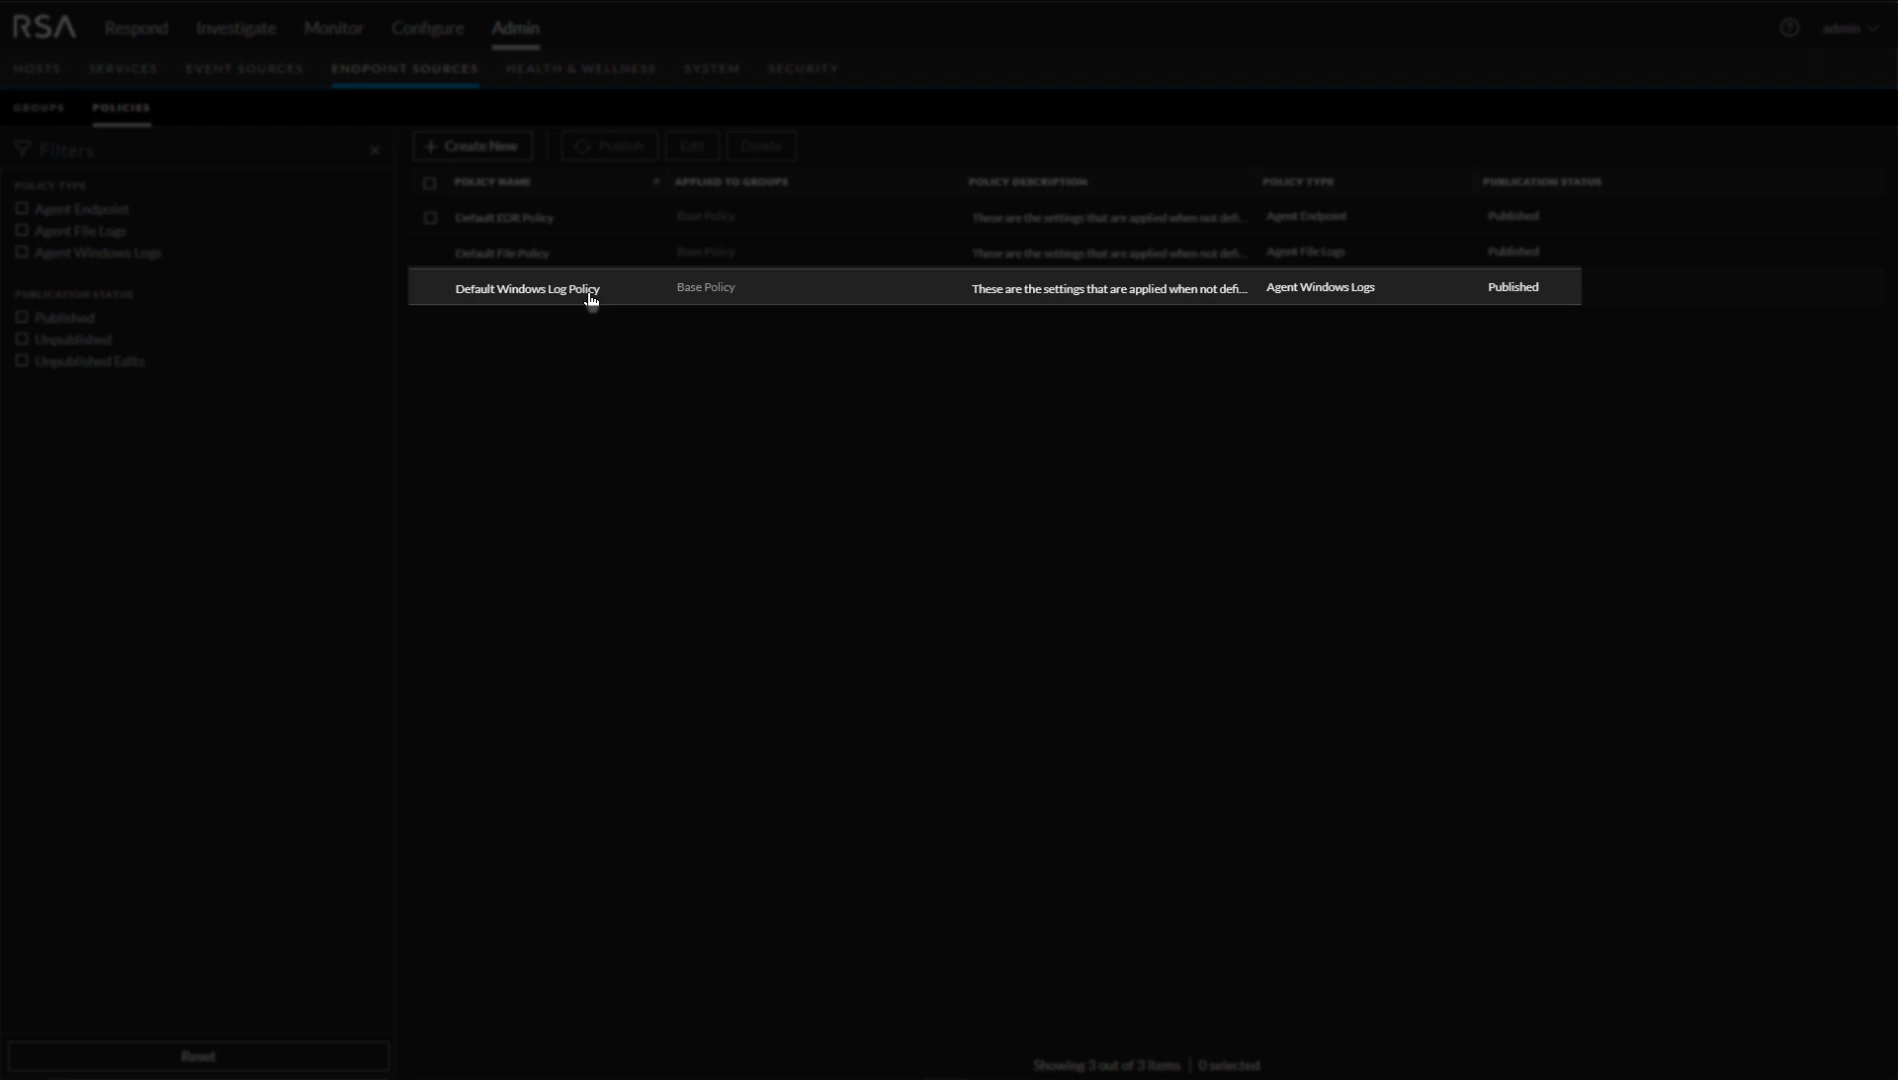 RSA Respond Investigate Monitor Configure Admin admin
HOSTS SERVICES EVENT SOURCES ENDPOINT SOURCES HEALTH & WELLNESS SYSTEM SECURITY
GROUPS POLICIES
Filters
POLICY TYPE
Agent Endpoint
Agent File Logs
Agent Windows Logs
PUBLICATION STATUS
Published
Unpublished
Unpublished Edits
Reset
Create New Publish Edit Delete
POLICY NAME APPLIED TO GROUPS POLICY DESCRIPTION POLICY TYPE PUBLICATION STATUS
Default EDR Policy Base Policy These are the settings that are applied when not defi... Agent Endpoint Published
Default File Policy Base Policy These are the settings that are applied when not defi... Agent File Logs Published
Default Windows Log Policy Base Policy These are the settings that are applied when not defi... Agent Windows Logs Published
Showing 3 out of 3 items | 0 selected